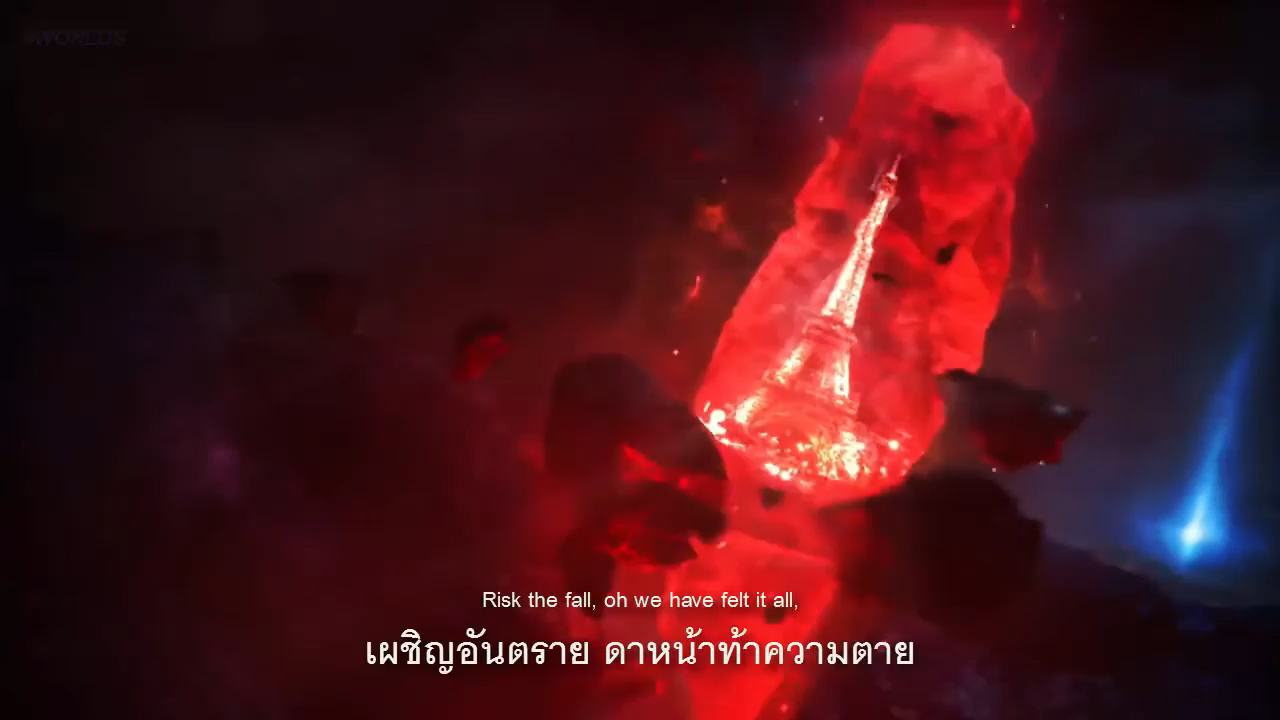 Risk the fall, oh we have felt it all,
เผชิญอันตราย ดาหน้าท้าความตาย